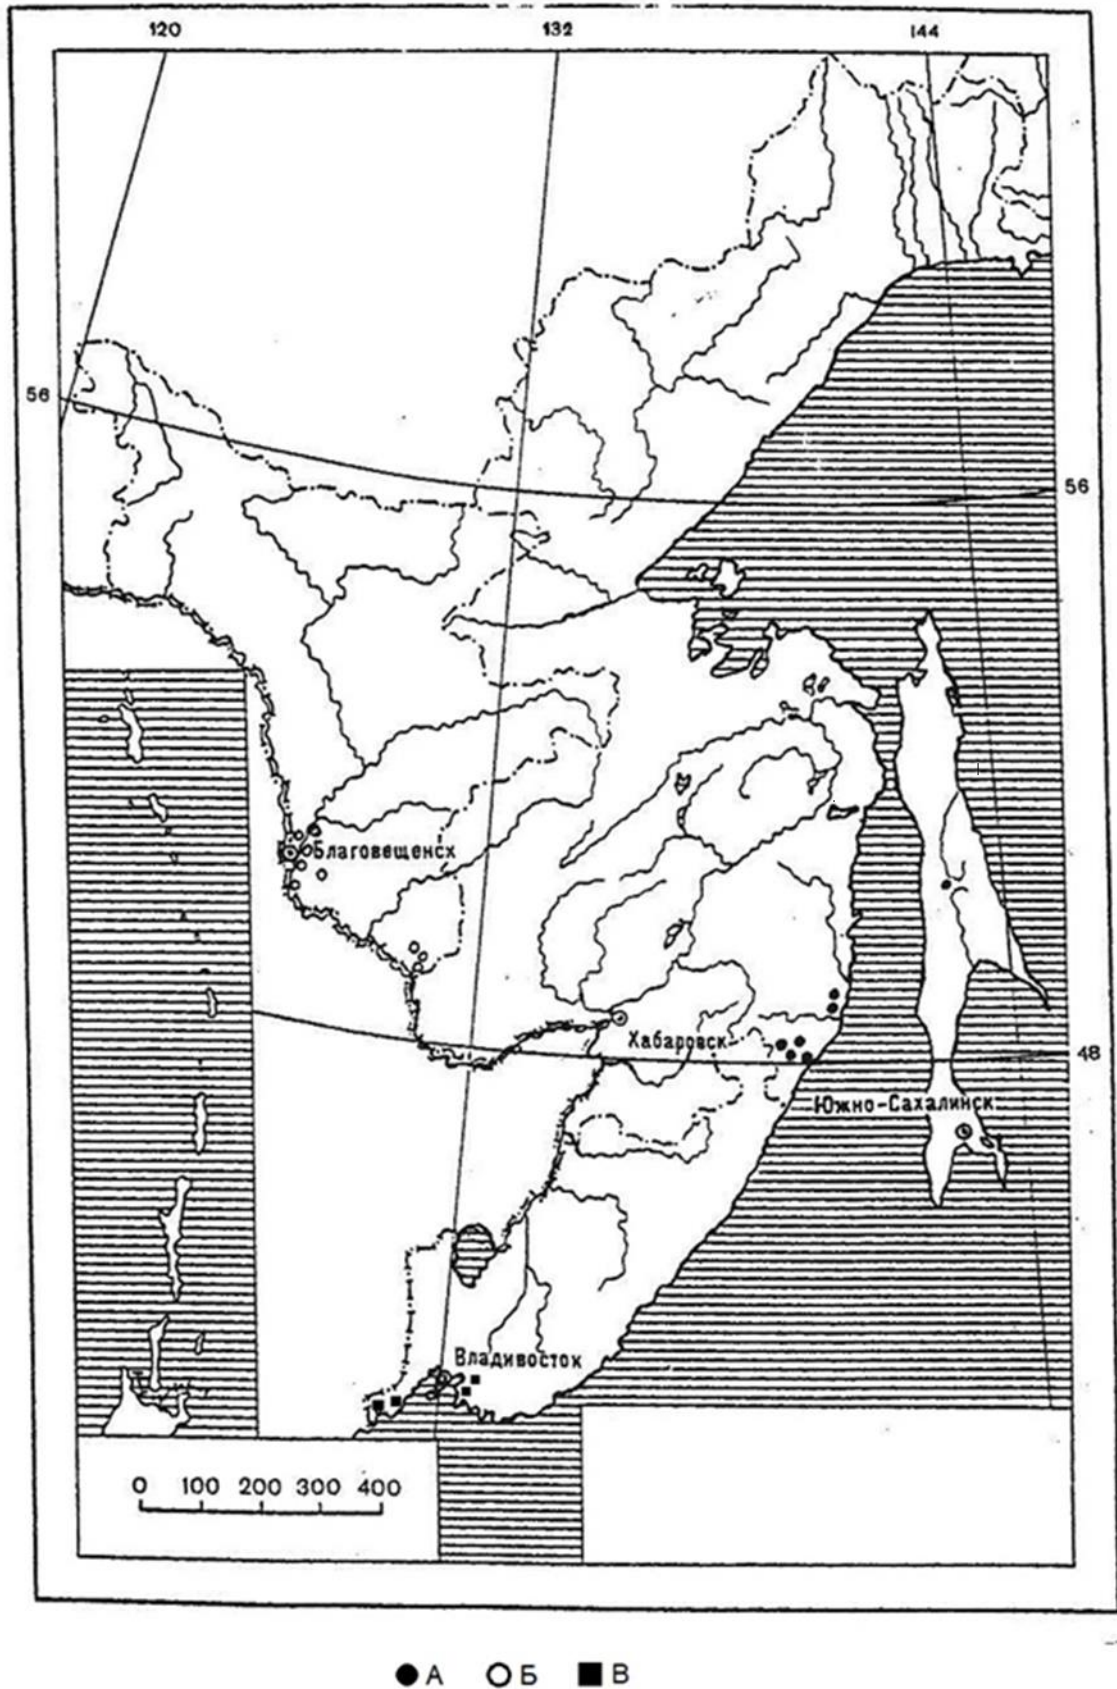 120 132 144
56
56
Благовещенск
Хабаровск
48
Южно-Сахалинск
Владивосток
0 100 200 300 400
А Б В